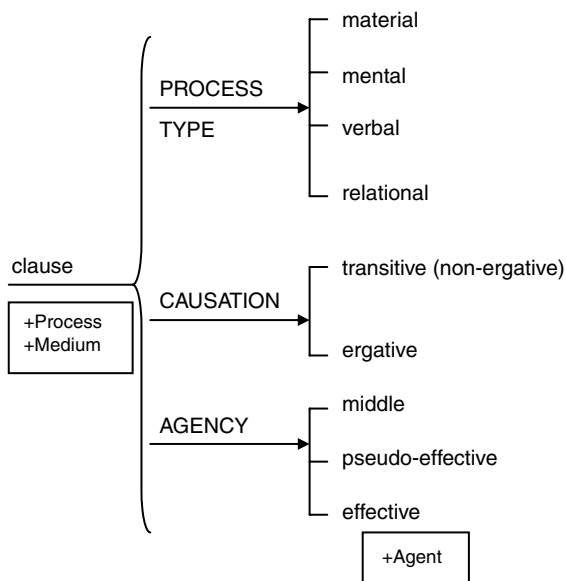 clause
+Process
+Medium
PROCESS
TYPE
material
mental
verbal
relational
CAUSATION
transitive (non-ergative)
ergative
AGENCY
middle
pseudo-effective
effective
+Agent